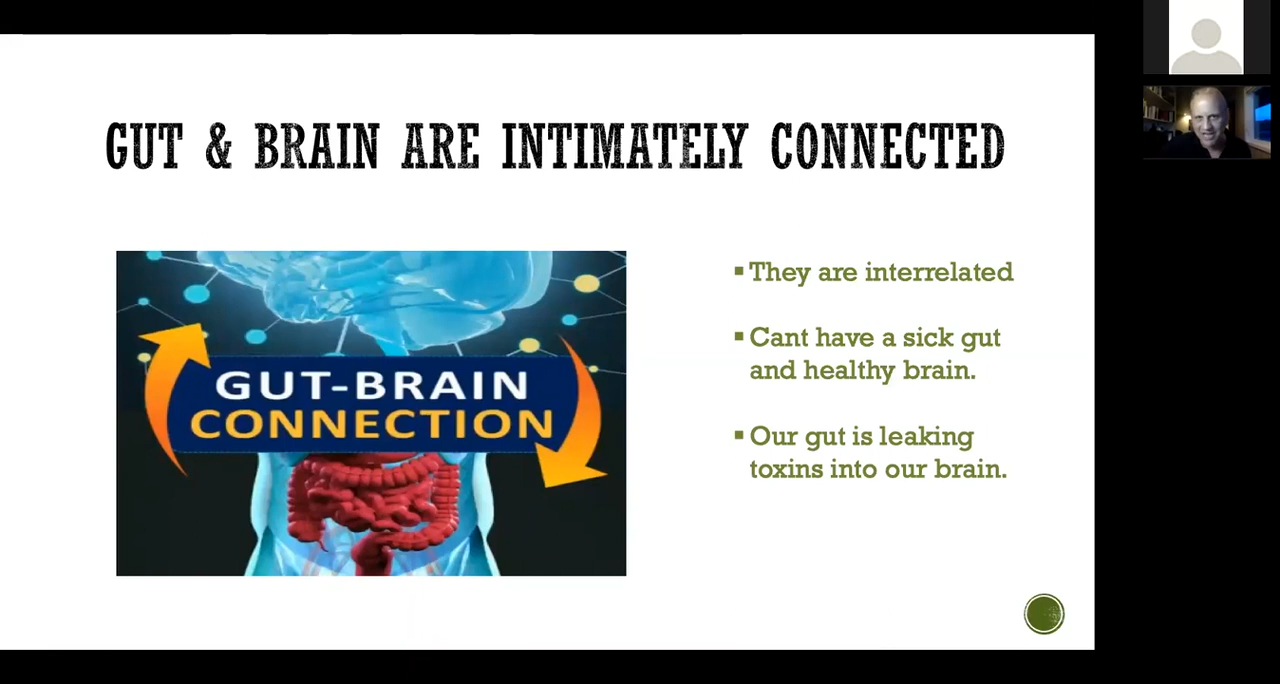 GUT & BRAIN ARE INTIMATELY CONNECTED
GUT-BRAIN
CONNECTION
▪ They are interrelated
▪ Cant have a sick gut
and healthy brain.
▪ Our gut is leaking
toxins into our brain.